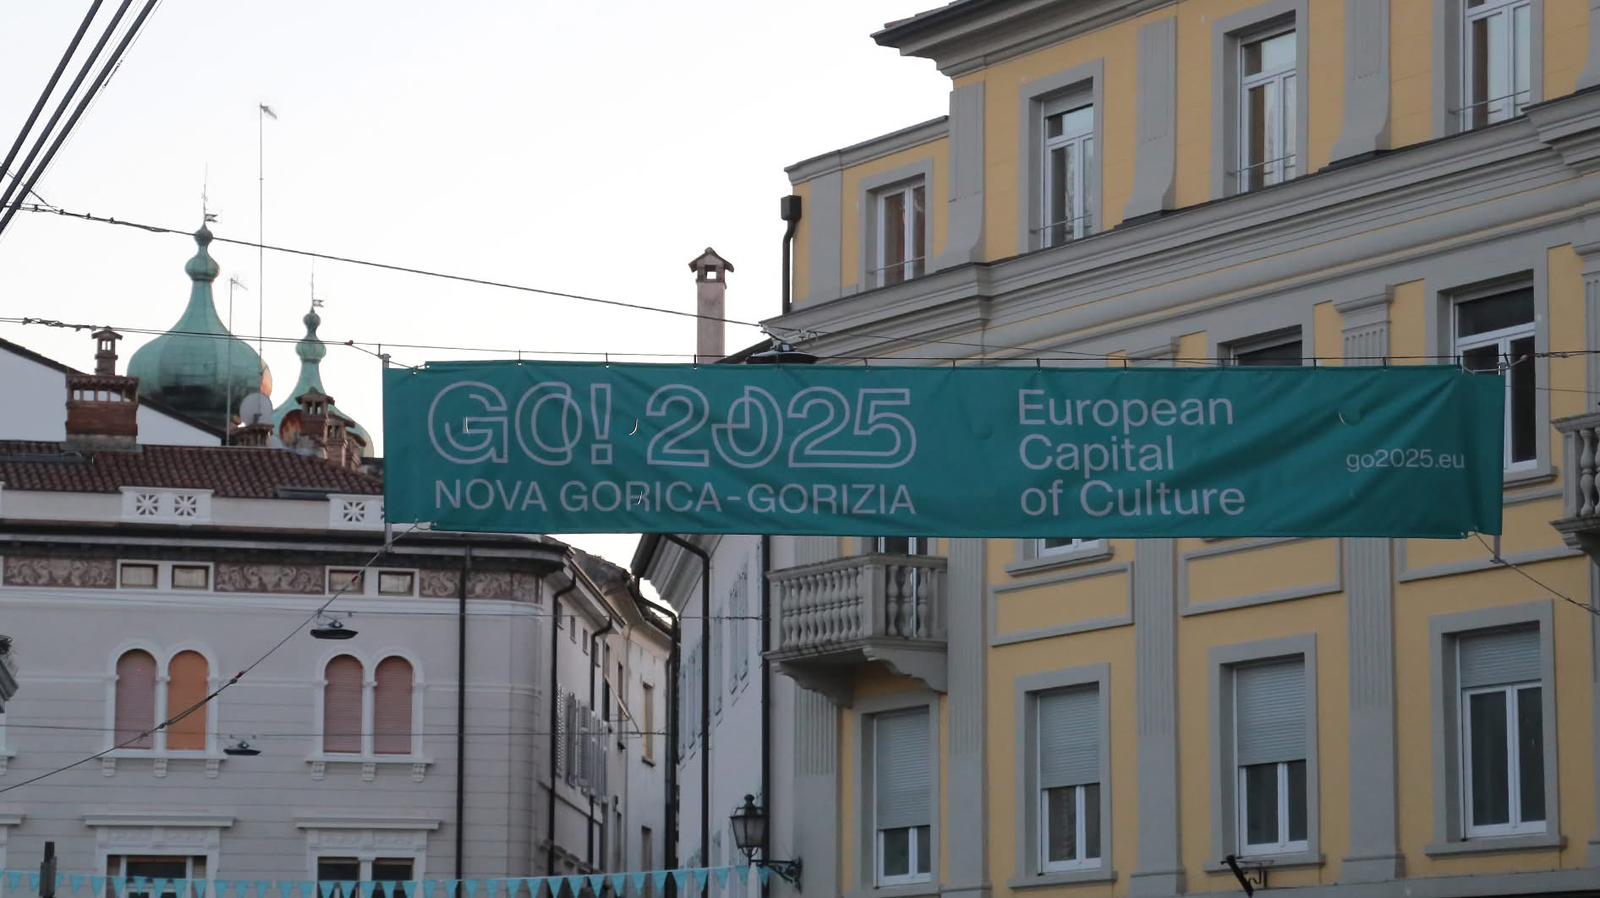 GO! 2025
NOVA GORICA-GORIZIA
European
Capital
of Culture
go2025.eu